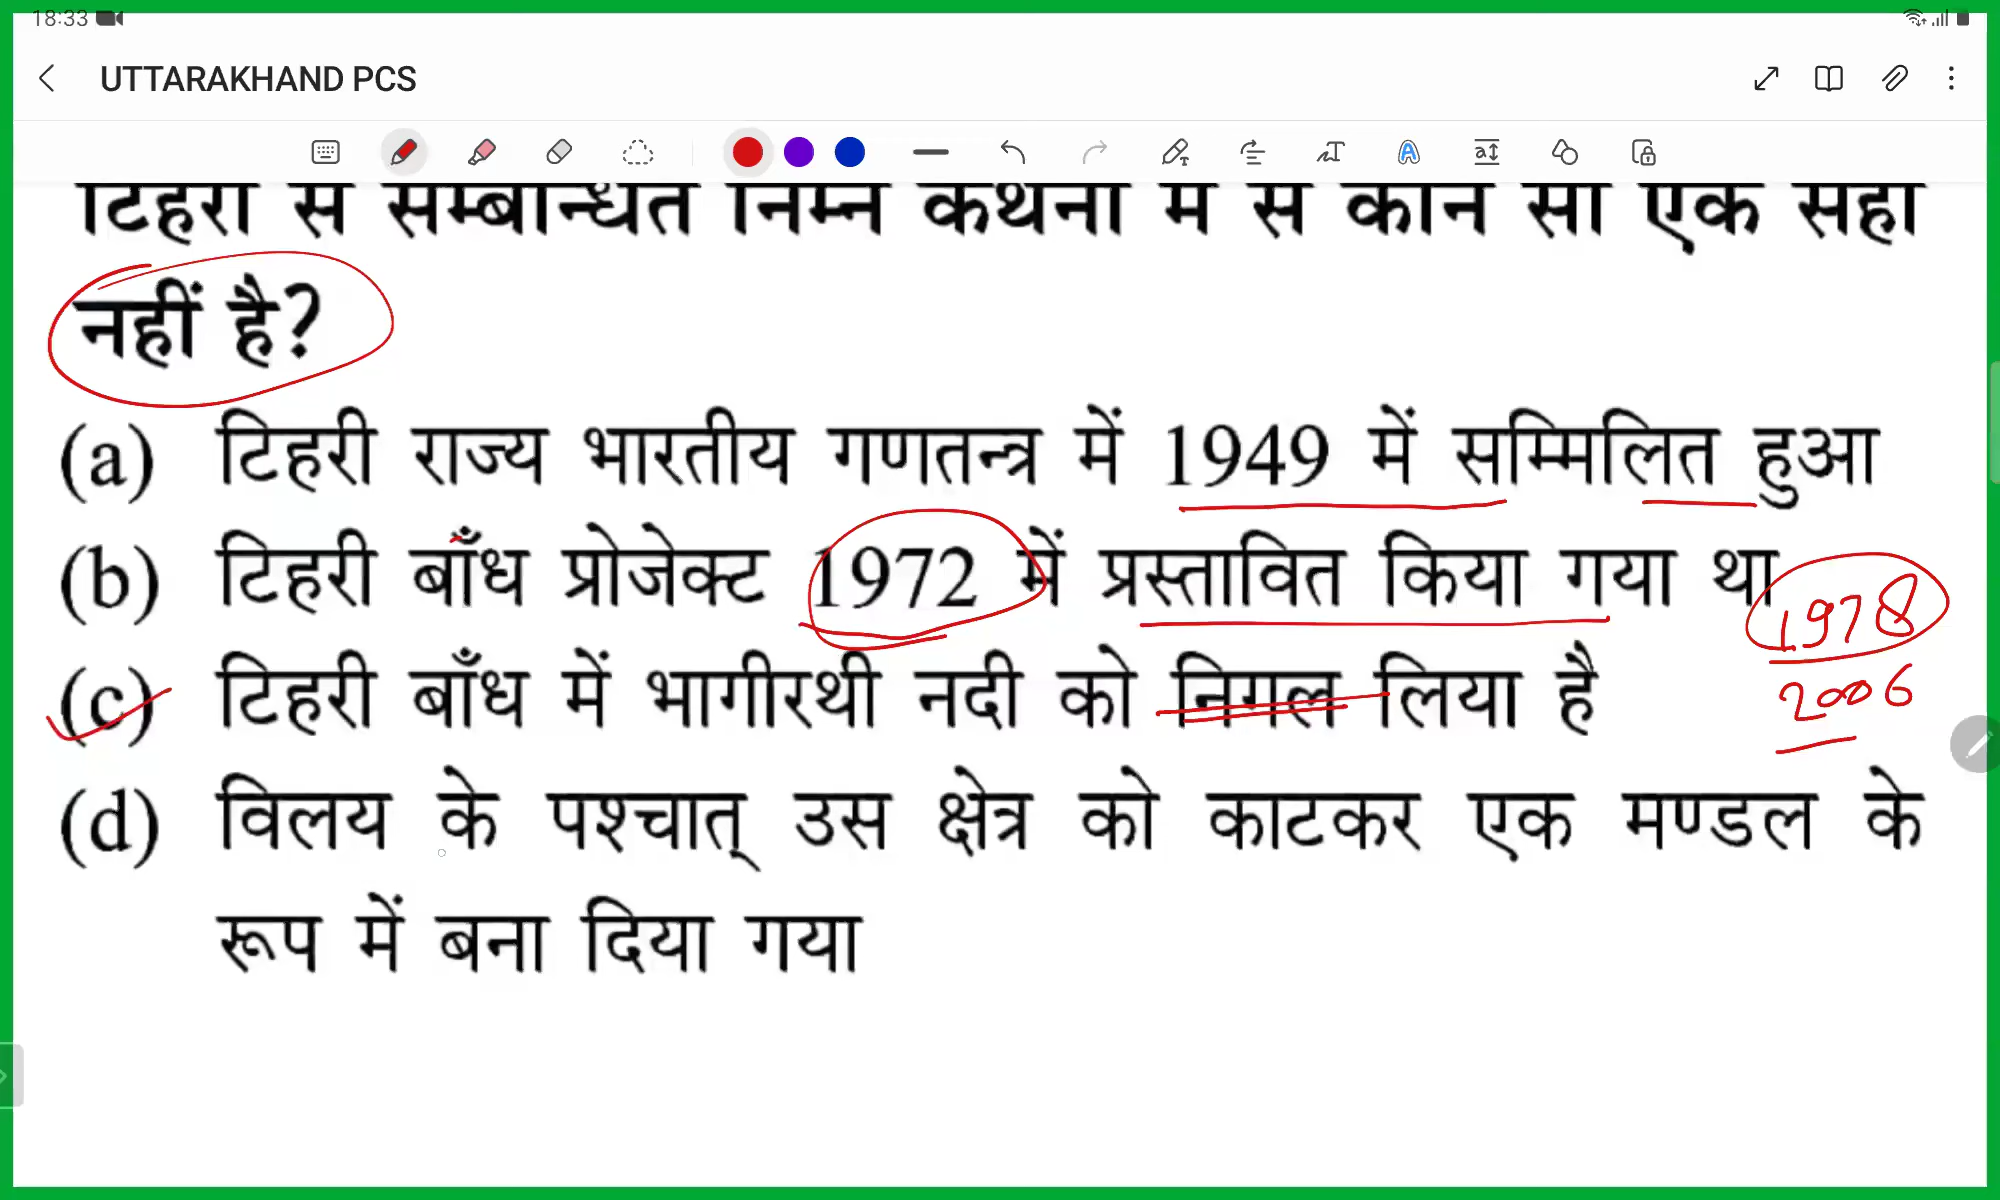 18:33
UTTARAKHAND PCS
टिहरी से सम्बन्धित निम्न कथनों में से कौन सा एक सही
नहीं है?
(a) टिहरी राज्य भारतीय गणतन्त्र में 1949 में सम्मिलित हुआ
(b) टिहरी बाँध प्रोजेक्ट 1972 में प्रस्तावित किया गया था
1978
(c) टिहरी बाँध में भागीरथी नदी को निगल लिया है
2006
(d) विलय के पश्चात् उस क्षेत्र को काटकर एक मण्डल के
रूप में बना दिया गया